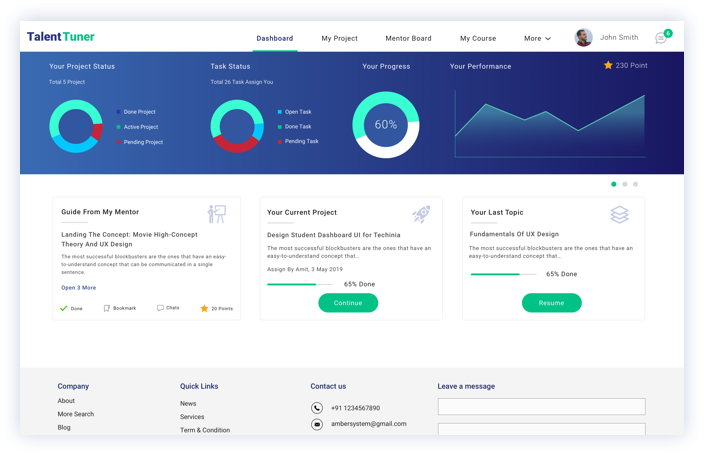 TalentTuner
Dashboard
My Project
Mentor Board
My Course
More
John Smith
6
Your Project Status
Total 5 Project
Done Project
Active Project
Pending Project
Task Status
Total 26 Task Assign You
Open Task
Done Task
Pending Task
Your Progress
60%
Your Performance
230 Point
Guide From My Mentor
Landing The Concept: Movie High-Concept
Theory And UX Design
The most successful blockbusters are the ones that have an easy-
to-understand concept that can be communicated in a single
sentence.
Open 3 More
Done
Bookmark
Chats
20 Points
Your Current Project
Design Student Dashboard UI for Techinia
The most successful blockbusters are the ones that have an
easy-to-understand concept that...
Assign By Amit, 3 May 2019
65% Done
Continue
Your Last Topic
Fundamentals Of UX Design
The most successful blockbusters are the ones that have an
easy-to-understand concept that...
65% Done
Resume
Company
About
More Search
Blog
Quick Links
News
Services
Term & Condition
Contact us
+91 1234567890
ambersystem@gmail.com
Leave a message